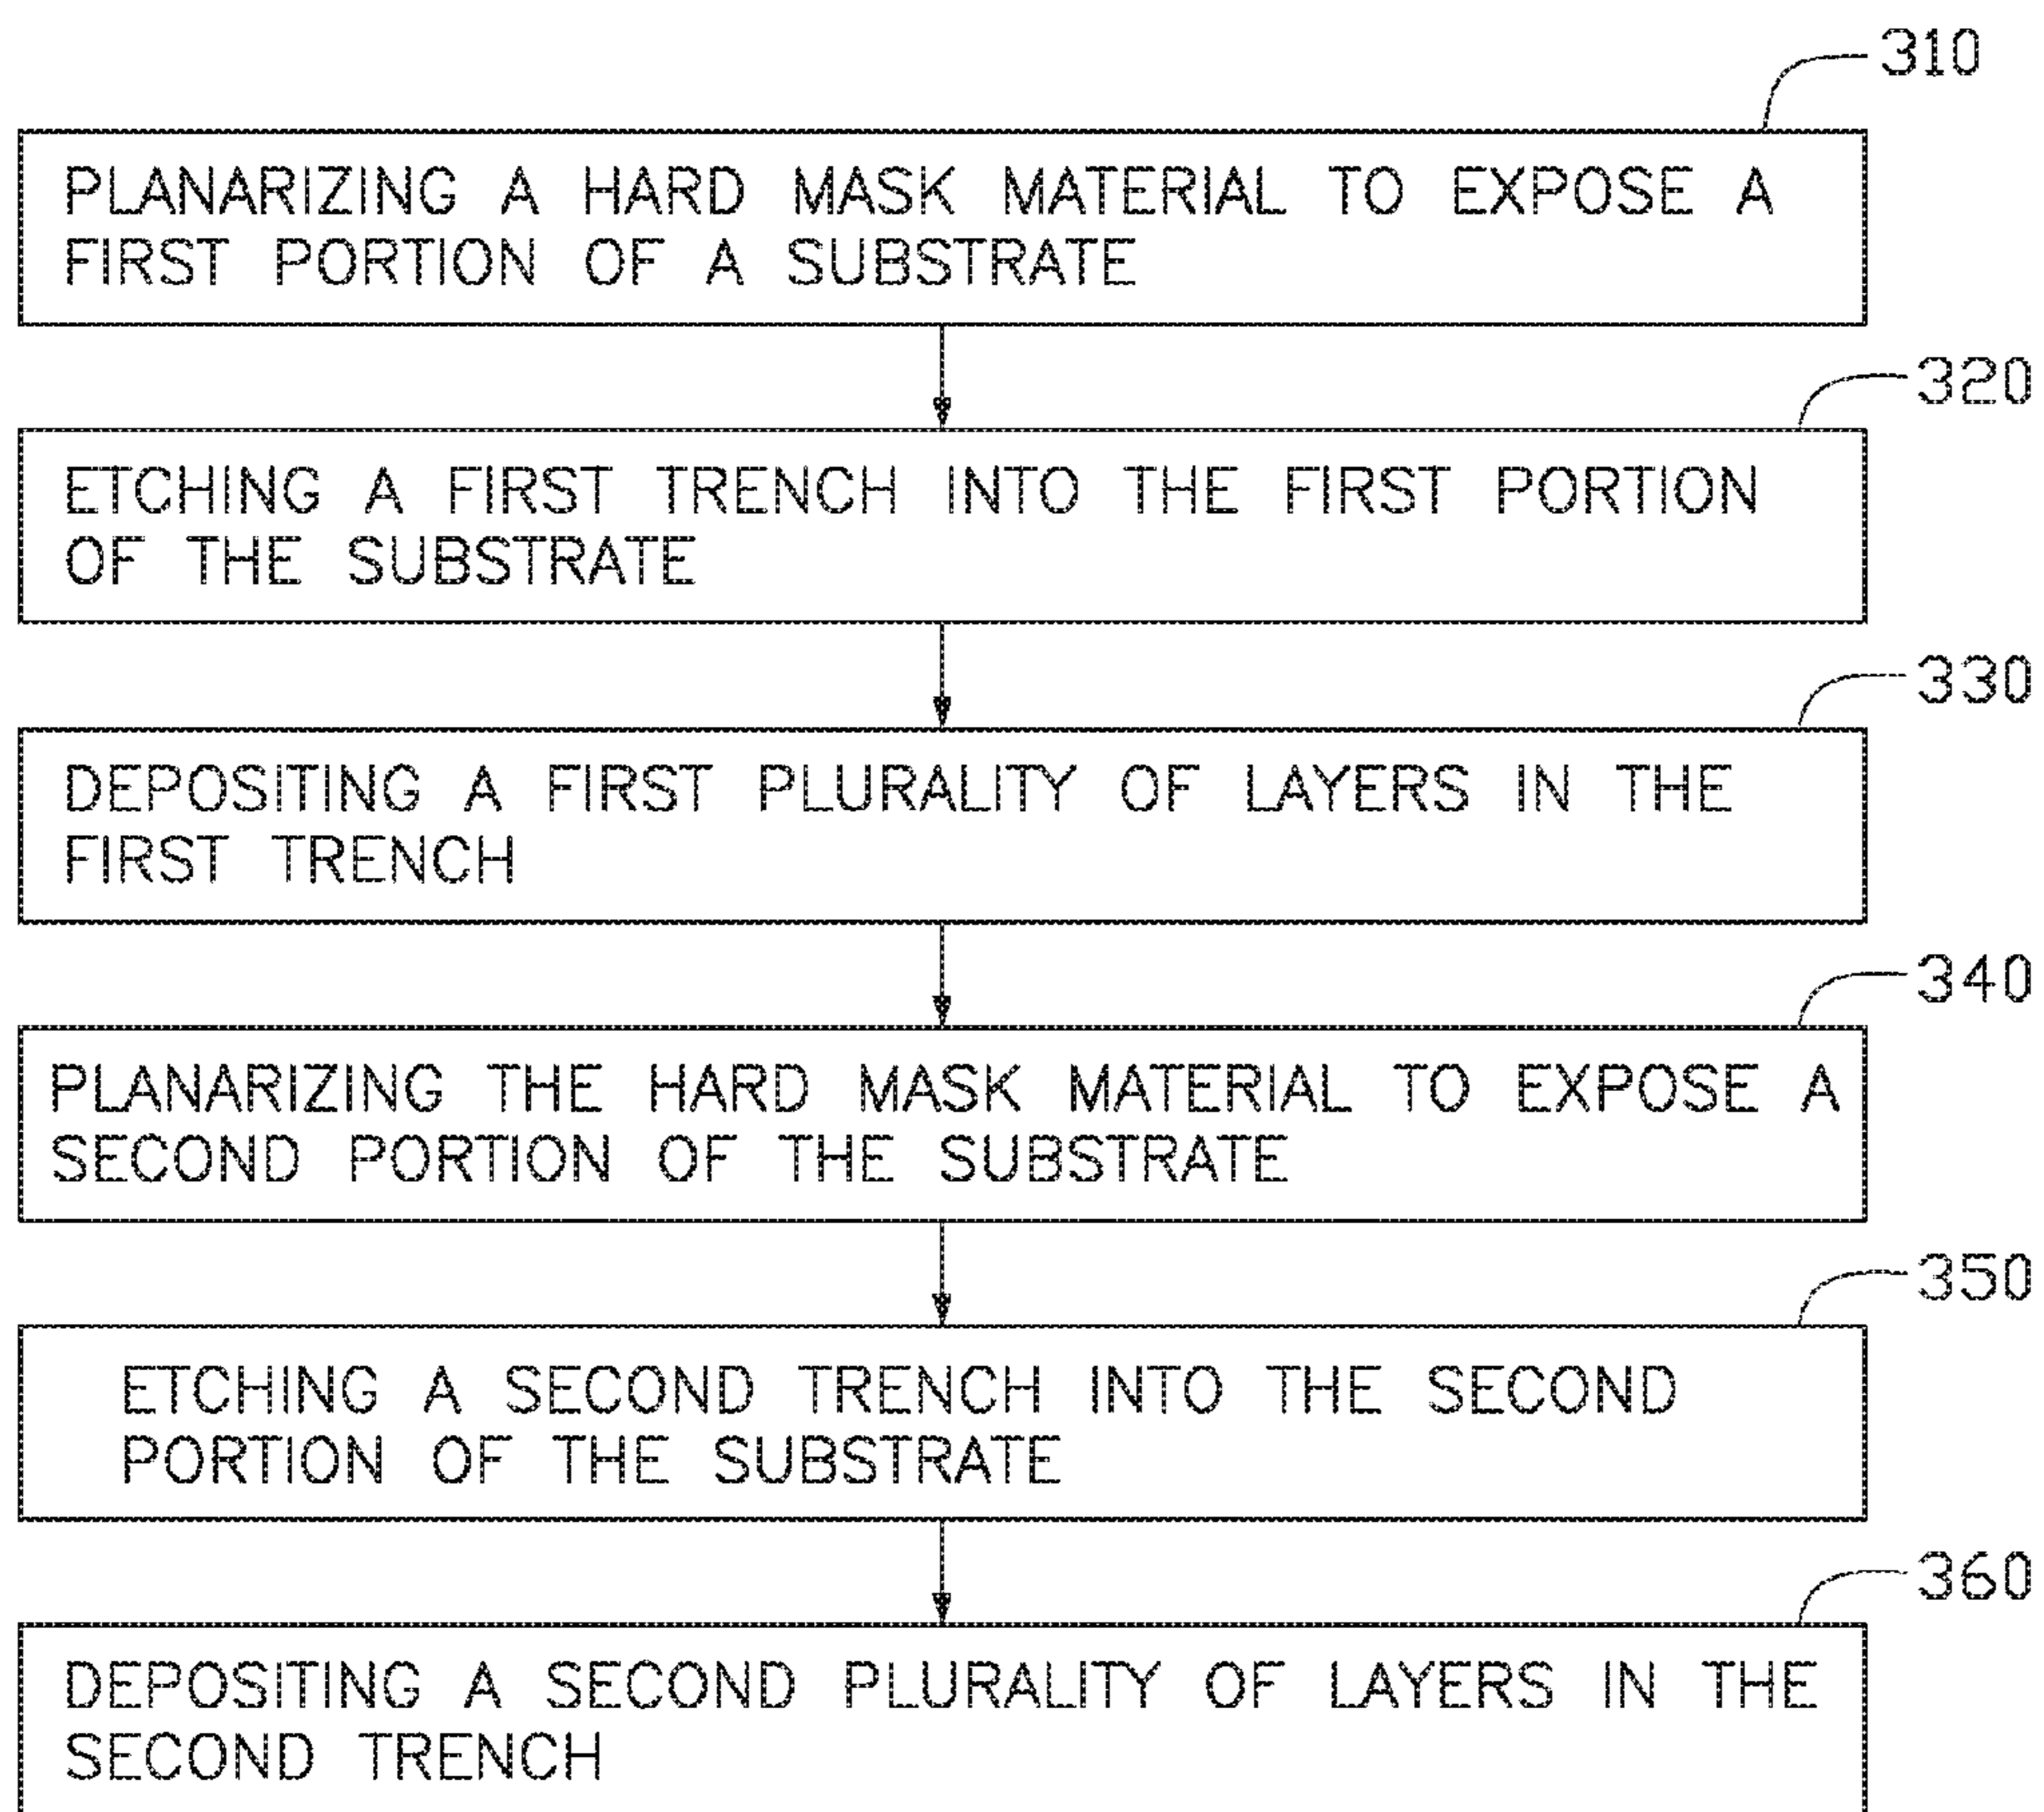 310
PLANARIZING A HARD MASK MATERIAL TO EXPOSE A
FIRST PORTION OF A SUBSTRATE
320
ETCHING A FIRST TRENCH INTO THE FIRST PORTION
OF THE SUBSTRATE
330
DEPOSITING A FIRST PLURALITY OF LAYERS IN THE
FIRST TRENCH
340
PLANARIZING THE HARD MASK MATERIAL TO EXPOSE A
SECOND PORTION OF THE SUBSTRATE
350
ETCHING A SECOND TRENCH INTO THE SECOND
PORTION OF THE SUBSTRATE
360
DEPOSITING A SECOND PLURALITY OF LAYERS IN THE
SECOND TRENCH